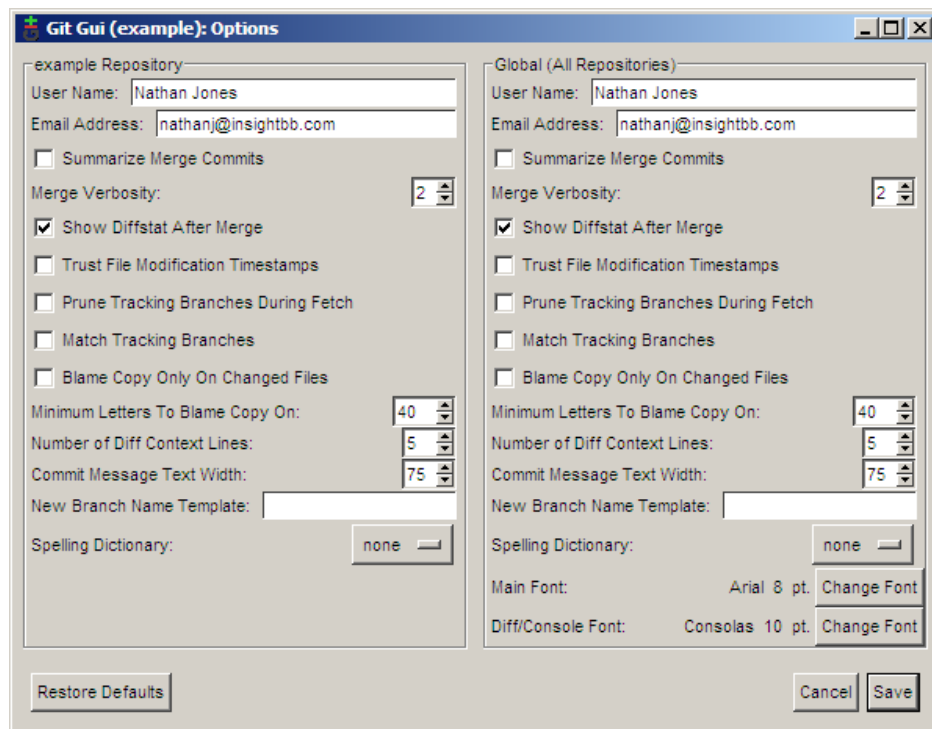 Git Gui (example): Options
example Repository
User Name: Nathan Jones
Email Address: nathanj@insightbb.com
Summarize Merge Commits
Merge Verbosity: 2
Show Diffstat After Merge
Trust File Modification Timestamps
Prune Tracking Branches During Fetch
Match Tracking Branches
Blame Copy Only On Changed Files
Minimum Letters To Blame Copy On: 40
Number of Diff Context Lines: 5
Commit Message Text Width: 75
New Branch Name Template:
Spelling Dictionary: none
Global (All Repositories)
User Name: Nathan Jones
Email Address: nathanj@insightbb.com
Summarize Merge Commits
Merge Verbosity: 2
Show Diffstat After Merge
Trust File Modification Timestamps
Prune Tracking Branches During Fetch
Match Tracking Branches
Blame Copy Only On Changed Files
Minimum Letters To Blame Copy On: 40
Number of Diff Context Lines: 5
Commit Message Text Width: 75
New Branch Name Template:
Spelling Dictionary: none
Main Font: Arial 8 pt. Change Font
Diff/Console Font: Consolas 10 pt. Change Font
Restore Defaults
Cancel Save